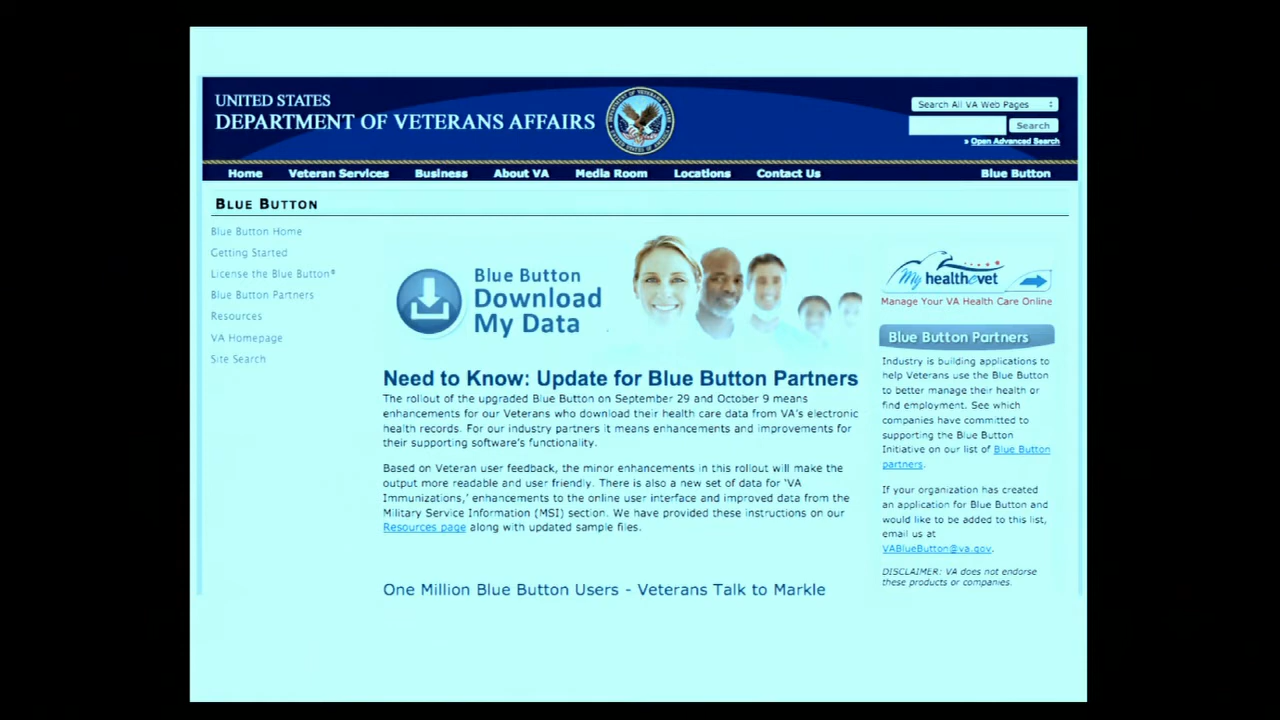 UNITED STATES
DEPARTMENT OF VETERANS AFFAIRS
Search All VA Web Pages
Search
» Open Advanced Search
Home Veteran Services Business About VA Media Room Locations Contact Us Blue Button
BLUE BUTTON
Blue Button Home
Getting Started
License the Blue Button®
Blue Button Partners
Resources
VA Homepage
Site Search
Blue Button
Download
My Data
Need to Know: Update for Blue Button Partners
The rollout of the upgraded Blue Button on September 29 and October 9 means
enhancements for our Veterans who download their health care data from VA's electronic
health records. For our industry partners it means enhancements and improvements for
their supporting software's functionality.
Based on Veteran user feedback, the minor enhancements in this rollout will make the
output more readable and user friendly. There is also a new set of data for 'VA
Immunizations,' enhancements to the online user interface and improved data from the
Military Service Information (MSI) section. We have provided these instructions on our
Resources page along with updated sample files.
One Million Blue Button Users - Veterans Talk to Markle
My healthevet
Manage Your VA Health Care Online
Blue Button Partners
Industry is building applications to
help Veterans use the Blue Button
to better manage their health or
find employment. See which
companies have committed to
supporting the Blue Button
Initiative on our list of Blue Button
partners.
If your organization has created
an application for Blue Button and
would like to be added to this list,
email us at
VABlueButton@va.gov.
DISCLAIMER: VA does not endorse
these products or companies.